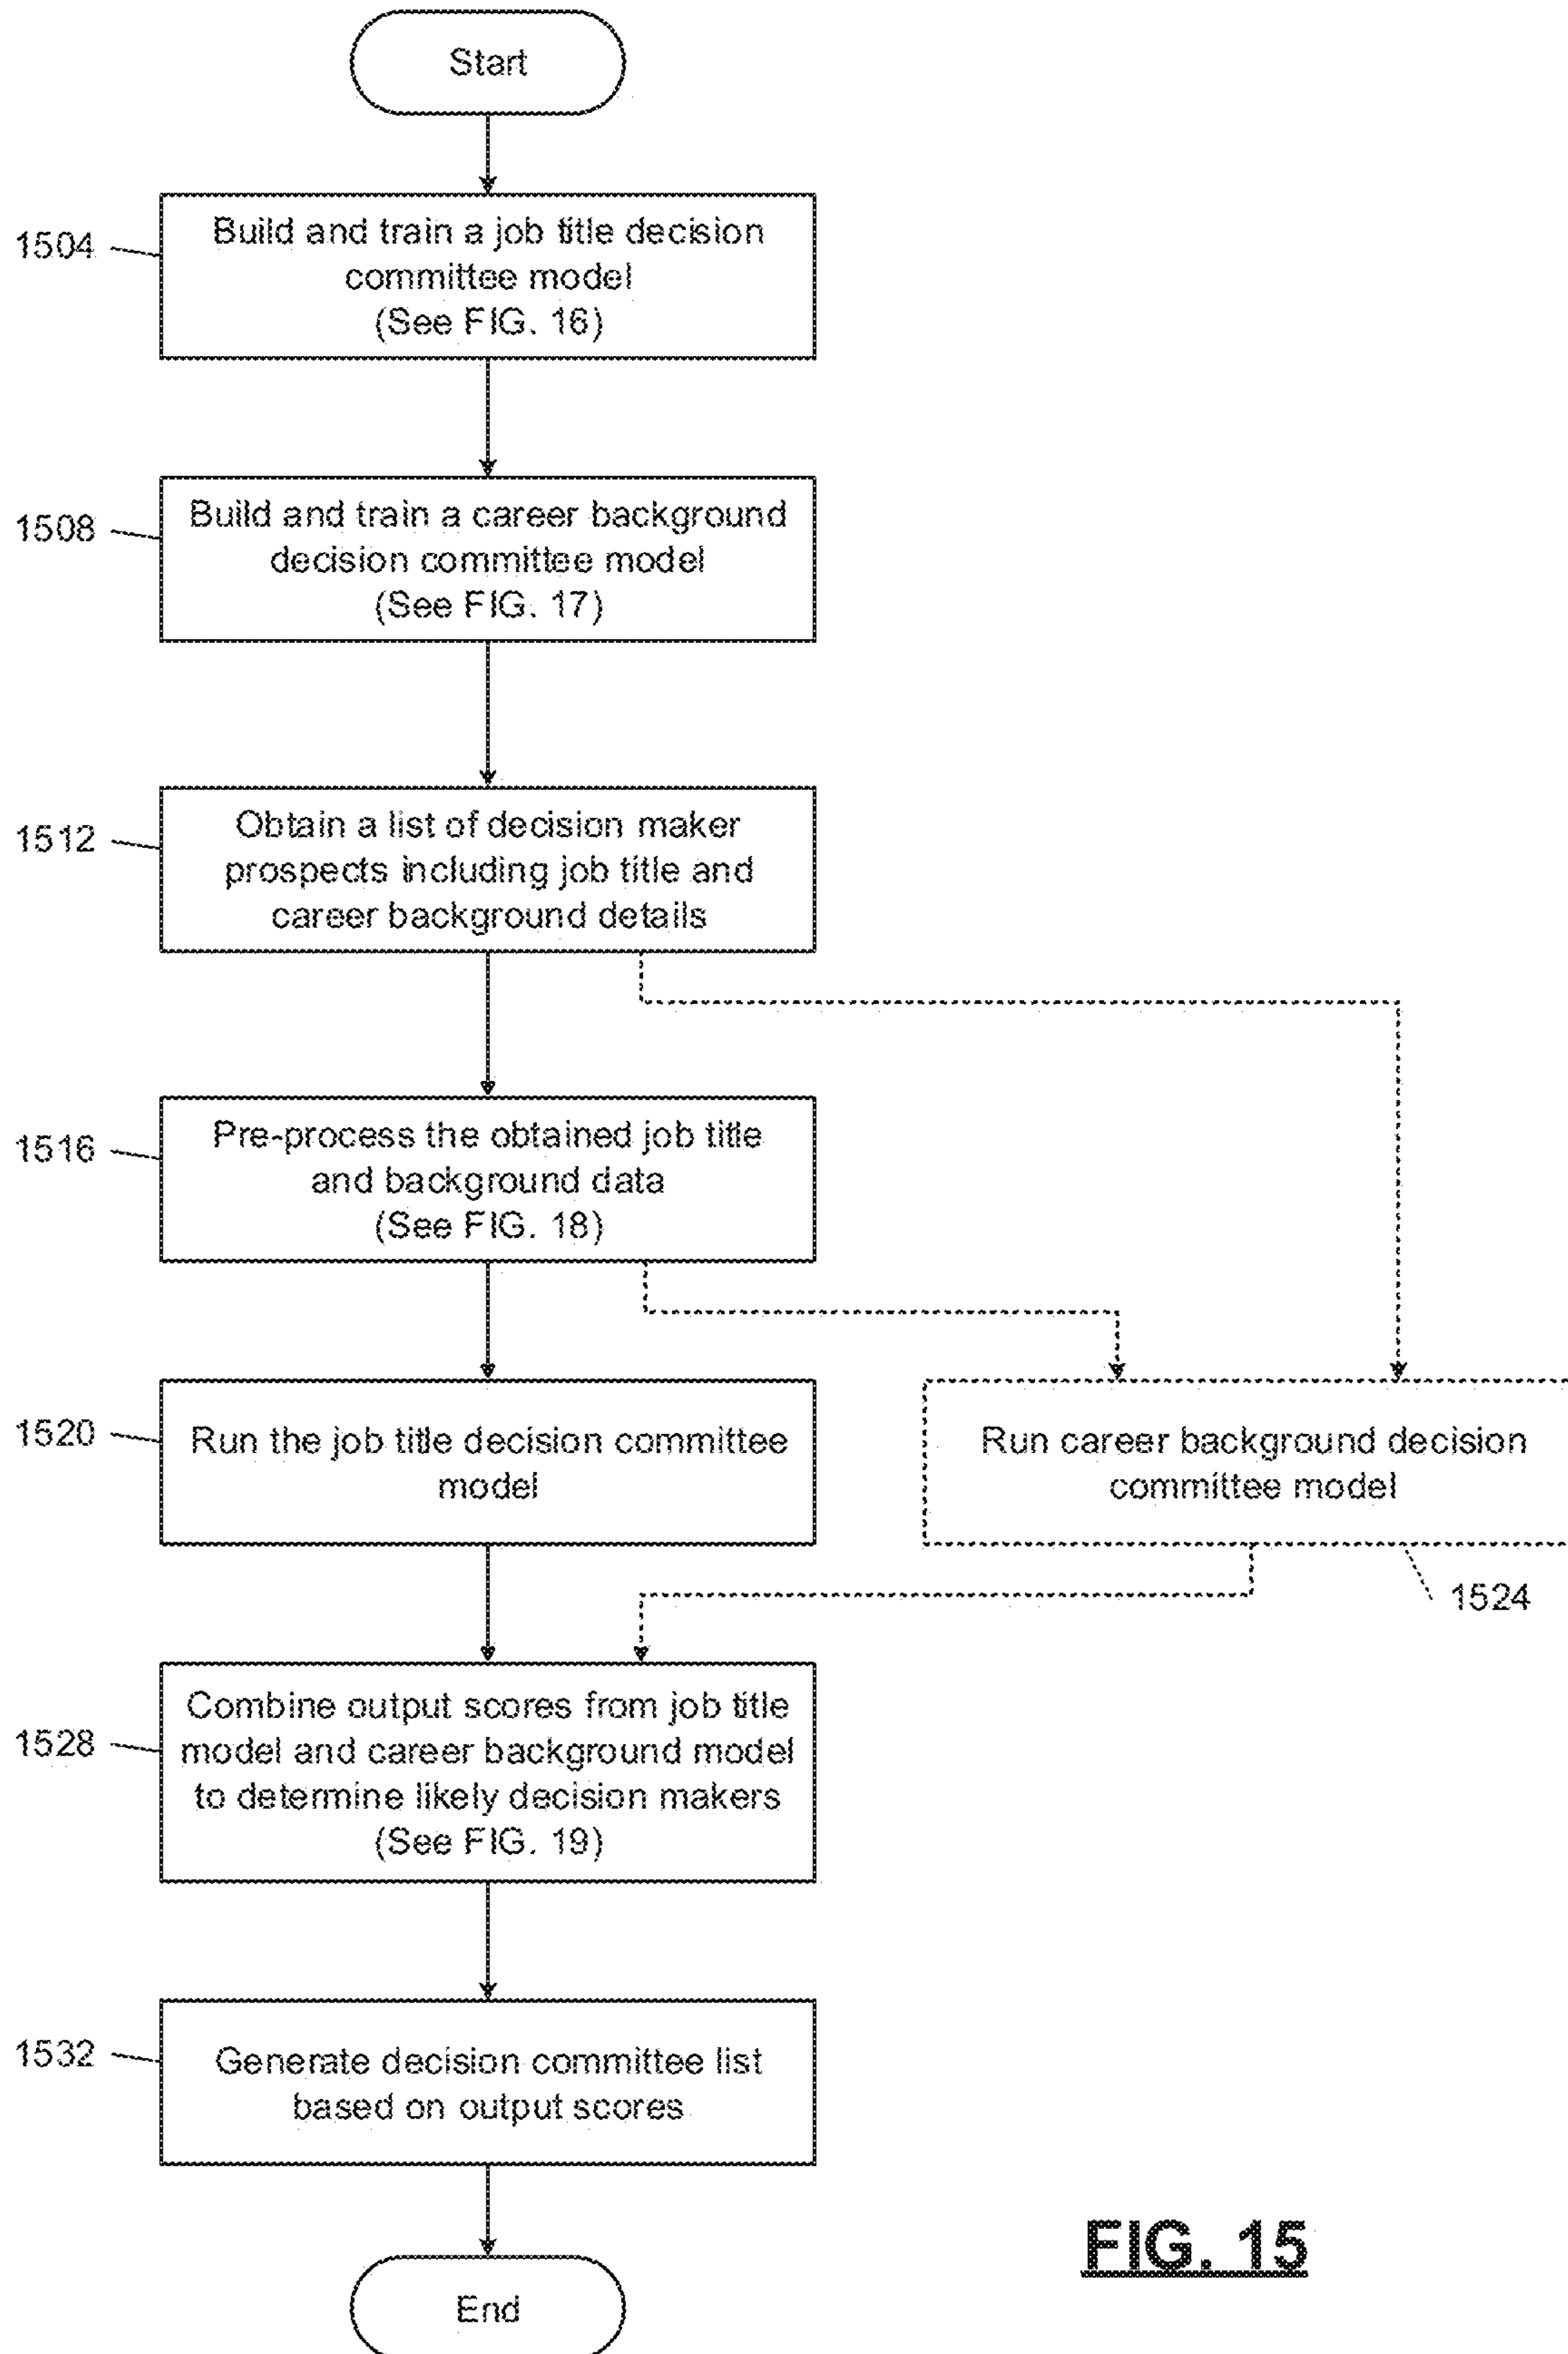 Start
1504
Build and train a job title decision
committee model
(See FIG. 16)
1508
Build and train a career background
decision committee model
(See FIG. 17)
1512
Obtain a list of decision maker
prospects including job title and
career background details
1516
Pre-process the obtained job title
and background data
(See FIG. 18)
1520
Run the job title decision committee
model
Run career background decision
committee model
1524
1528
Combine output scores from job title
model and career background model
to determine likely decision makers
(See FIG. 19)
1532
Generate decision committee list
based on output scores
End
FIG. 15